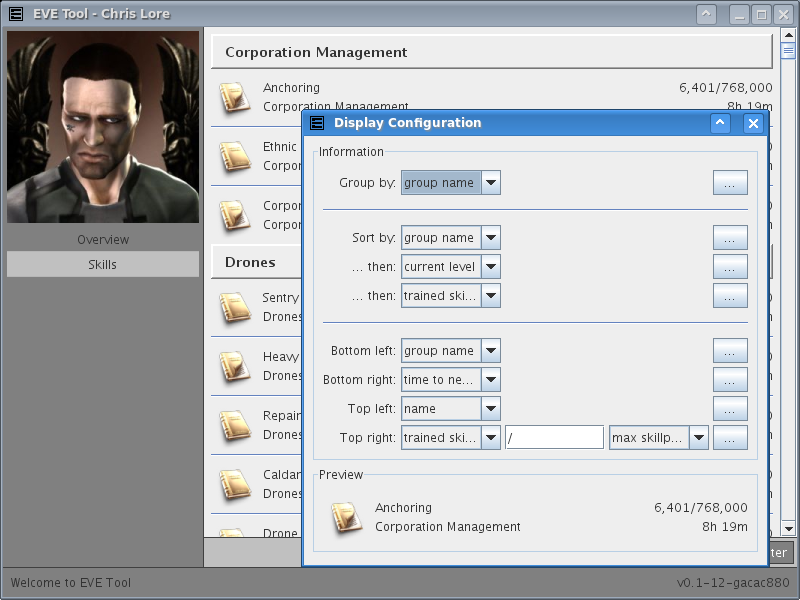 EVE Tool - Chris Lore
Overview
Skills
Corporation Management
Anchoring 6,401/768,000
Corporation Management 8h 19m
Ethnic
Corpor
Corpor
Corpor
Drones
Sentry
Drones
Heavy
Drones
Repair
Drones
Caldar
Drones
Drone
Display Configuration
Information
Group by: group name ...
Sort by: group name ...
... then: current level ...
... then: trained ski... ...
Bottom left: group name ...
Bottom right: time to ne... ...
Top left: name ...
Top right: trained ski... / max skillp... ...
Preview
Anchoring 6,401/768,000
Corporation Management 8h 19m
ter
Welcome to EVE Tool v0.1-12-gacac880